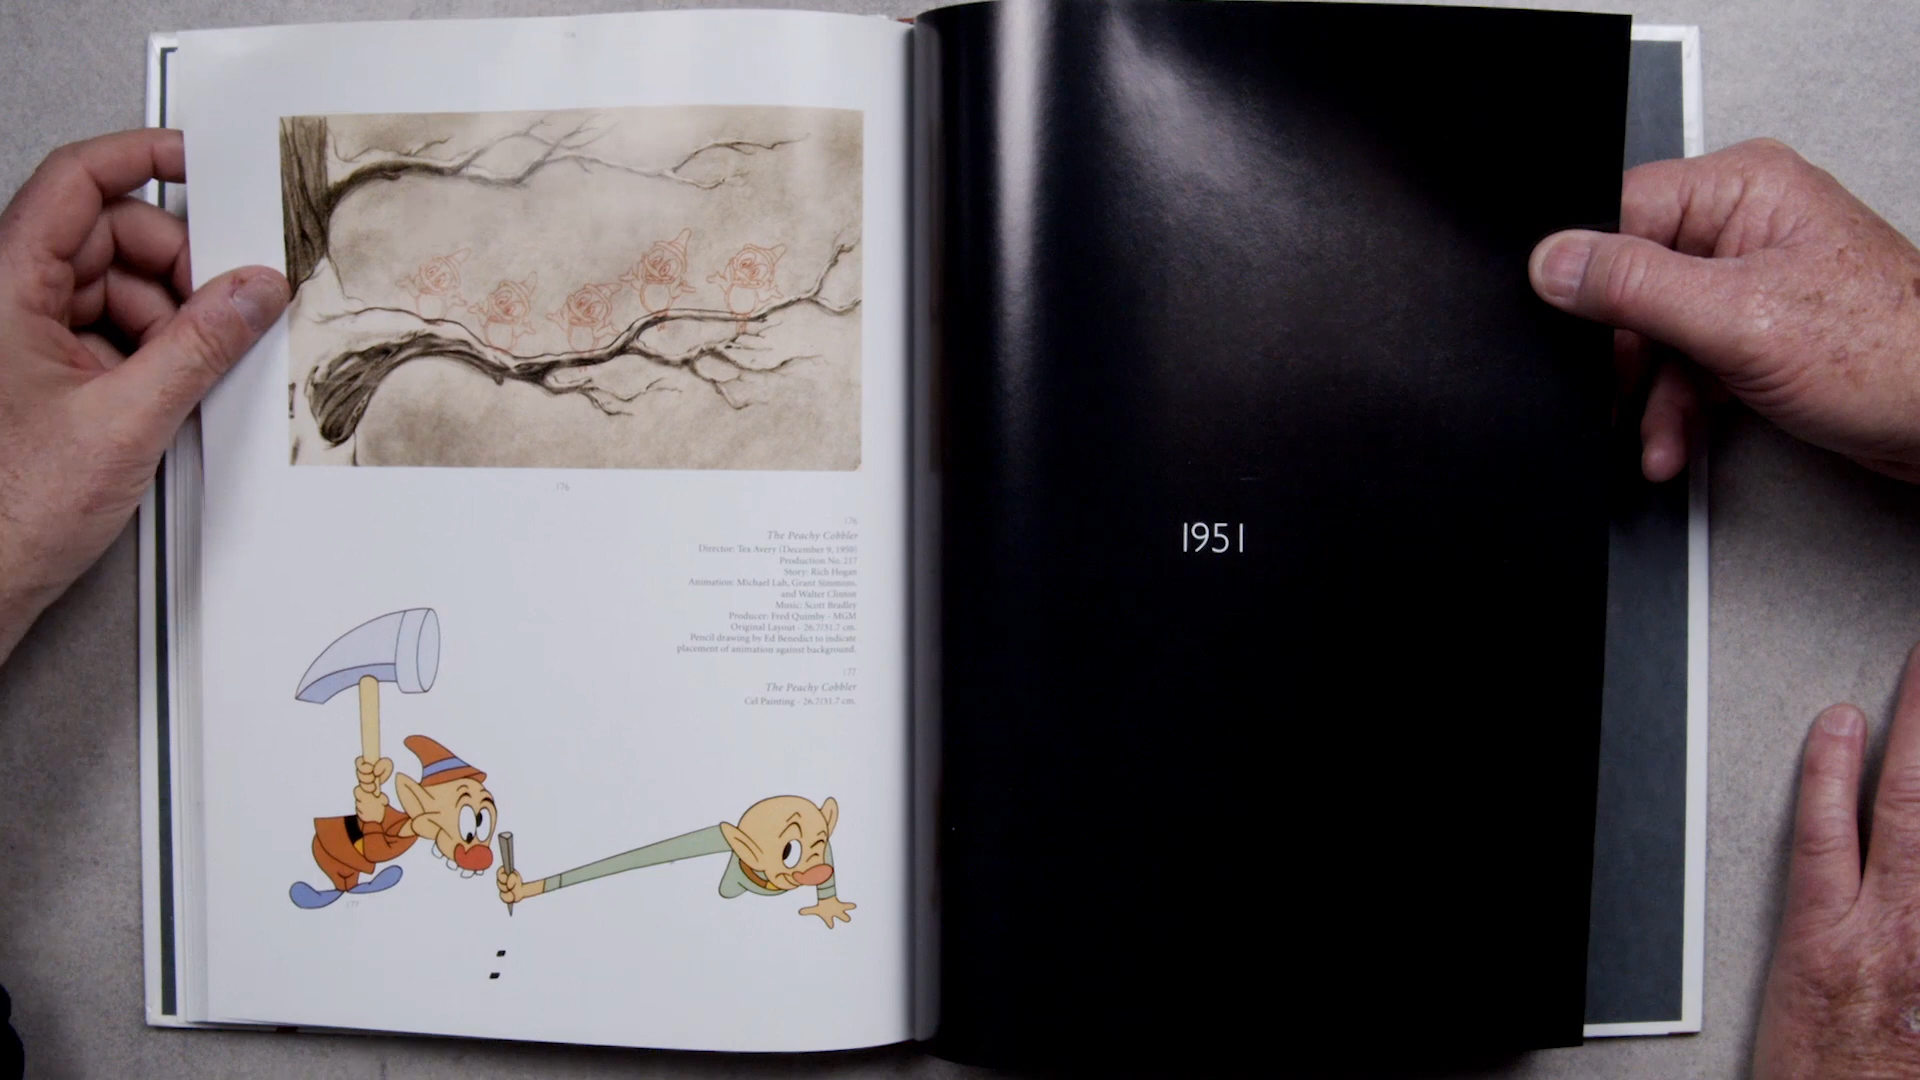 176
176
The Peachy Cobbler
Director: Tex Avery (December 9, 1950)
Production No. 217
Story: Rich Hogan
Animation: Michael Lah, Grant Simmons,
and Walter Clinton
Music: Scott Bradley
Producer: Fred Quimby - MGM
Original Layout - 26.7/31.7 cm.
Pencil drawing by Ed Benedict to indicate
placement of animation against background.
177
The Peachy Cobbler
Cel Painting - 26.7/31.7 cm.
177
1951